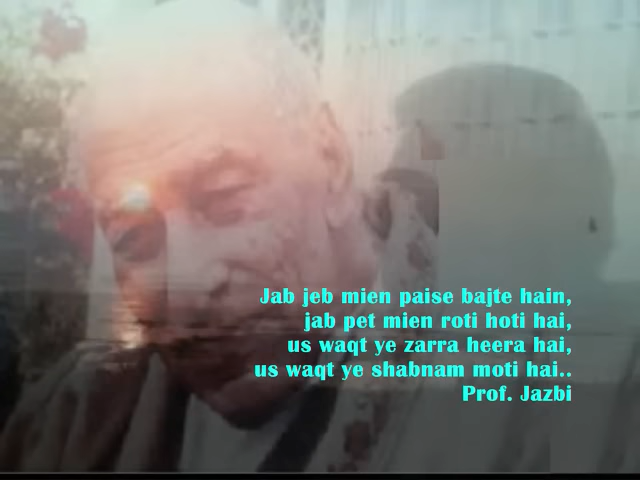 Jab jeb mien paise bajte hain,
jab pet mien roti hoti hai,
us waqt ye zarra heera hai,
us waqt ye shabnam moti hai..
Prof. Jazbi